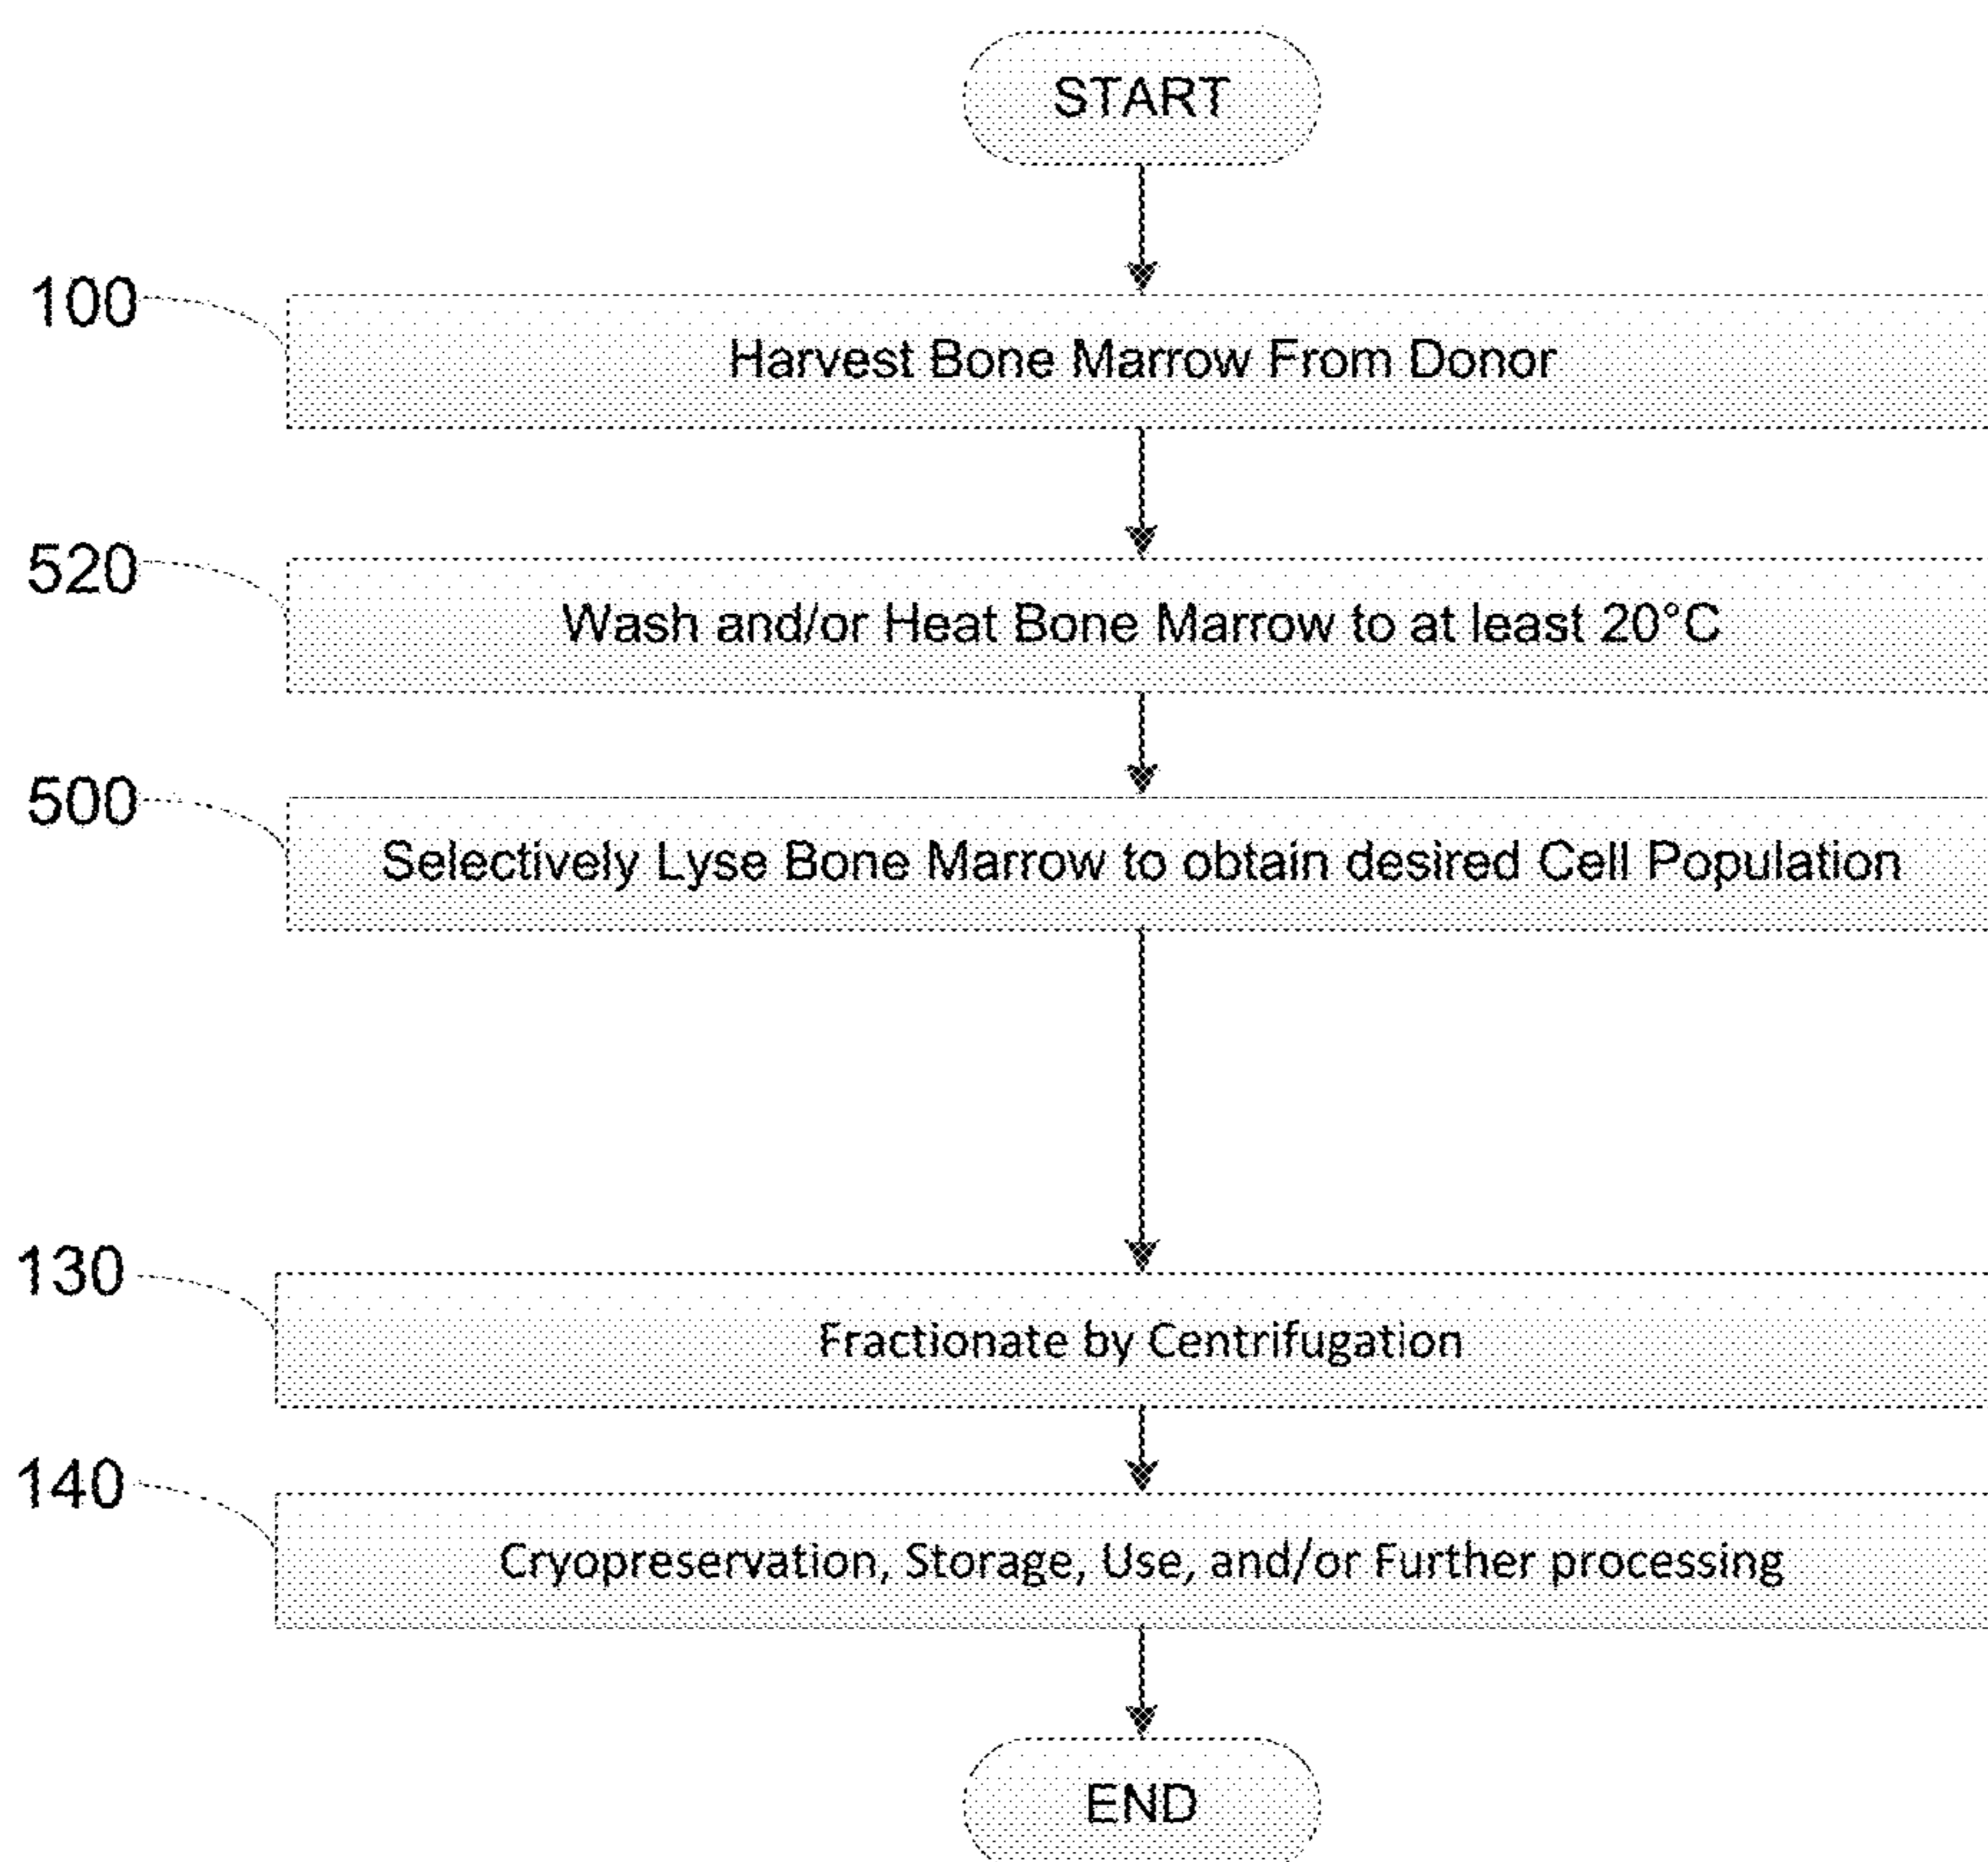 START
100
Harvest Bone Marrow From Donor
520
Wash and/or Heat Bone Marrow to at least 20°C
500
Selectively Lyse Bone Marrow to obtain desired Cell Population
130
Fractionate by Centrifugation
140
Cryopreservation, Storage, Use, and/or Further processing
END